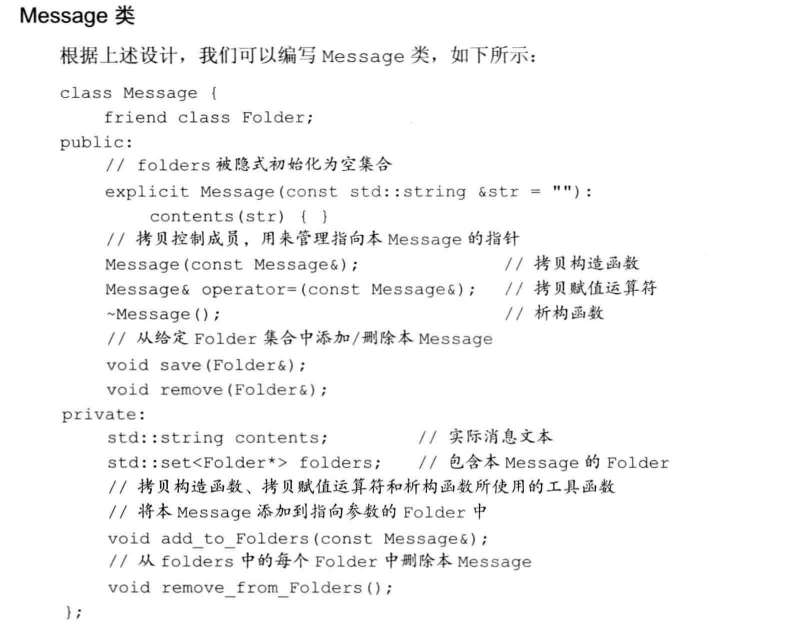 Message 类
根据上述设计，我们可以编写 Message 类，如下所示：
class Message {
    friend class Folder;
public:
    // folders 被隐式初始化为空集合
    explicit Message(const std::string &str = ""):
        contents(str) { }
    // 拷贝控制成员，用来管理指向本 Message 的指针
    Message(const Message&);             // 拷贝构造函数
    Message& operator=(const Message&);  // 拷贝赋值运算符
    ~Message();                          // 析构函数
    // 从给定 Folder 集合中添加/删除本 Message
    void save(Folder&);
    void remove(Folder&);
private:
    std::string contents;       // 实际消息文本
    std::set<Folder*> folders;  // 包含本 Message 的 Folder
    // 拷贝构造函数、拷贝赋值运算符和析构函数所使用的工具函数
    // 将本 Message 添加到指向参数的 Folder 中
    void add_to_Folders(const Message&);
    // 从 folders 中的每个 Folder 中删除本 Message
    void remove_from_Folders();
};